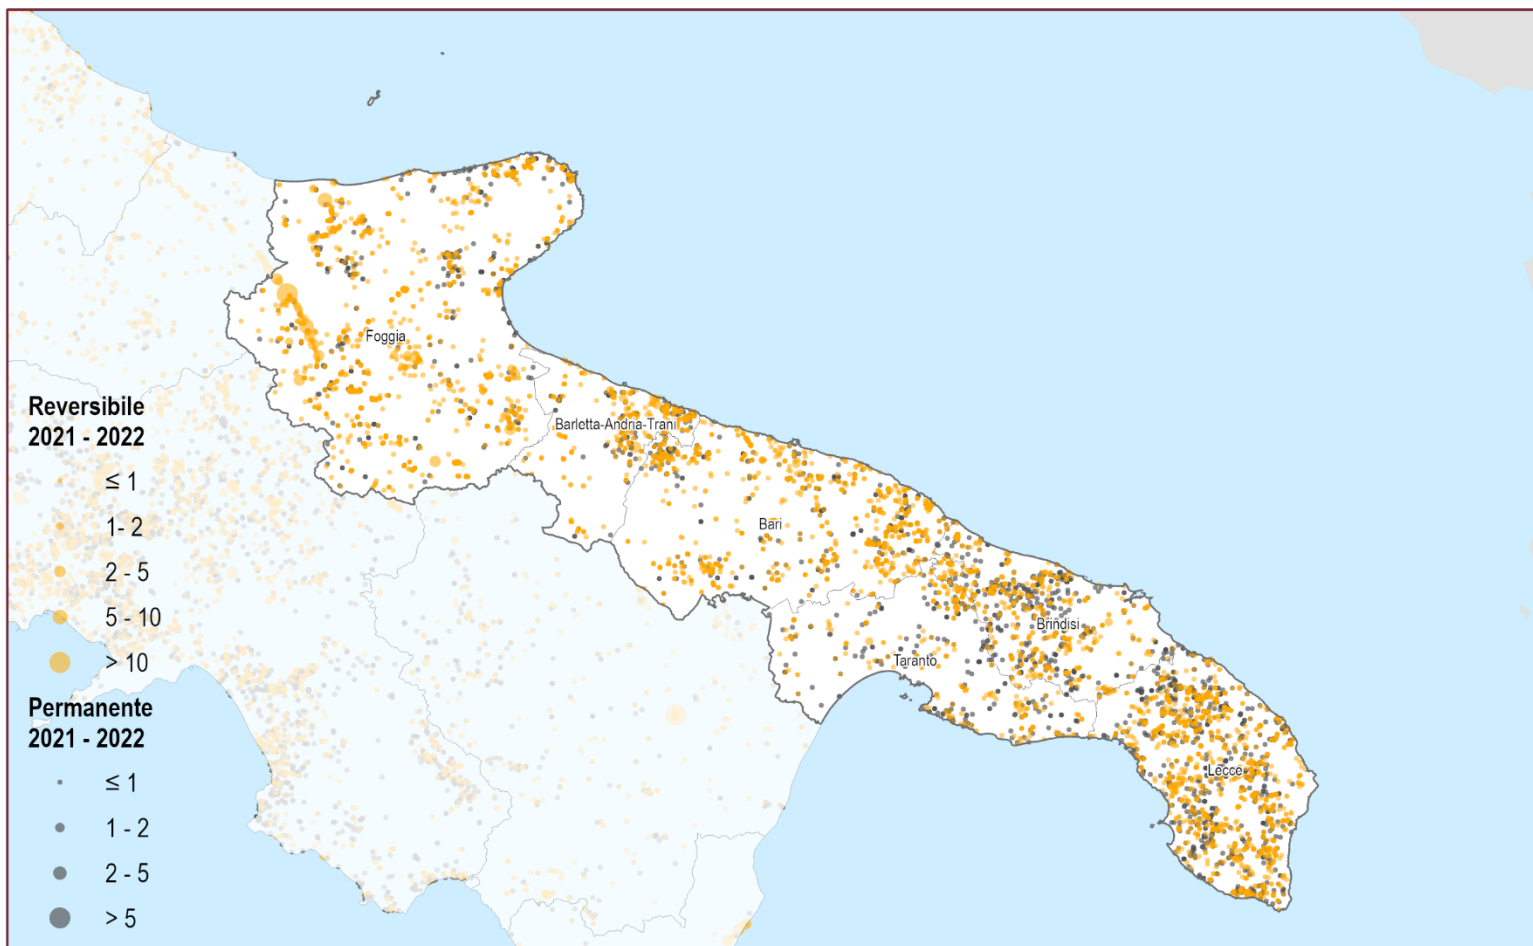 Foggia
Barletta-Andria-Trani
Bari
Brindisi
Taranto
Lecce
Reversibile
2021 - 2022
≤ 1
1- 2
2 - 5
5 - 10
> 10
Permanente
2021 - 2022
≤ 1
1 - 2
2 - 5
> 5